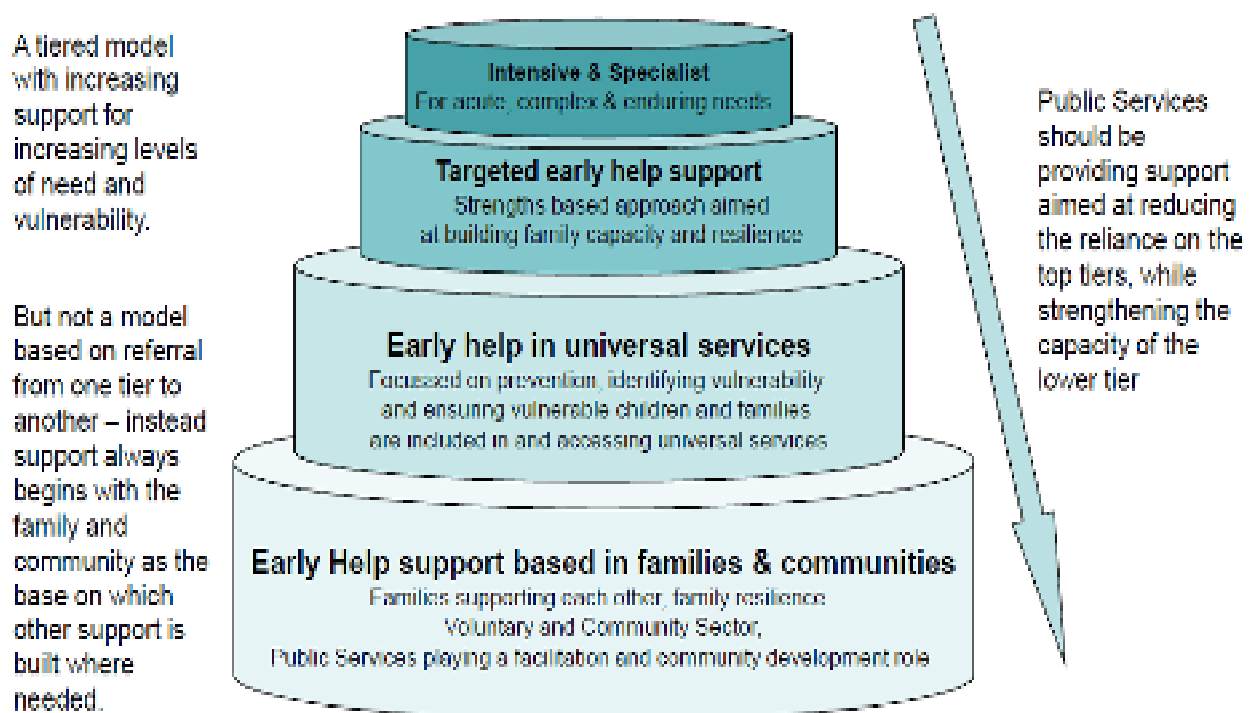 A tiered model
with increasing
support for
increasing levels
of need and
vulnerability.
But not a model
based on referral
from one tier to
another – instead
support always
begins with the
family and
community as the
base on which
other support is
built where
needed.
Intensive & Specialist
For acute, complex & enduring needs
Targeted early help support
Strengths based approach aimed
at building family capacity and resilience
Early help in universal services
Focussed on prevention, identifying vulnerability
and ensuring vulnerable children and families
are included in and accessing universal services
Early Help support based in families & communities
Families supporting each other, family resilience
Voluntary and Community Sector,
Public Services playing a facilitation and community development role
Public Services
should be
providing support
aimed at reducing
the reliance on the
top tiers, while
strengthening the
capacity of the
lower tier